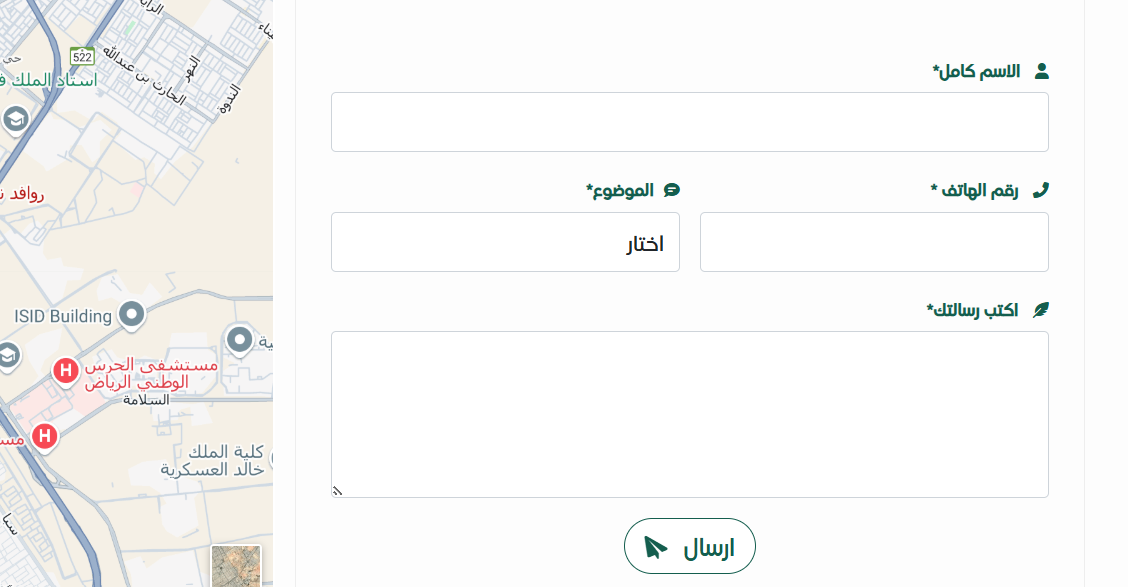 الاسم كامل*
رقم الهاتف *
الموضوع*
اختار
اكتب رسالتك*
ارسال
522
استاد الملك
الحارث بن عبدالله
النهر
الندوة
روافد
ISID Building
مستشفى الحرس
الوطني الرياض
السلامة
H
H
كلية الملك
خالد العسكرية